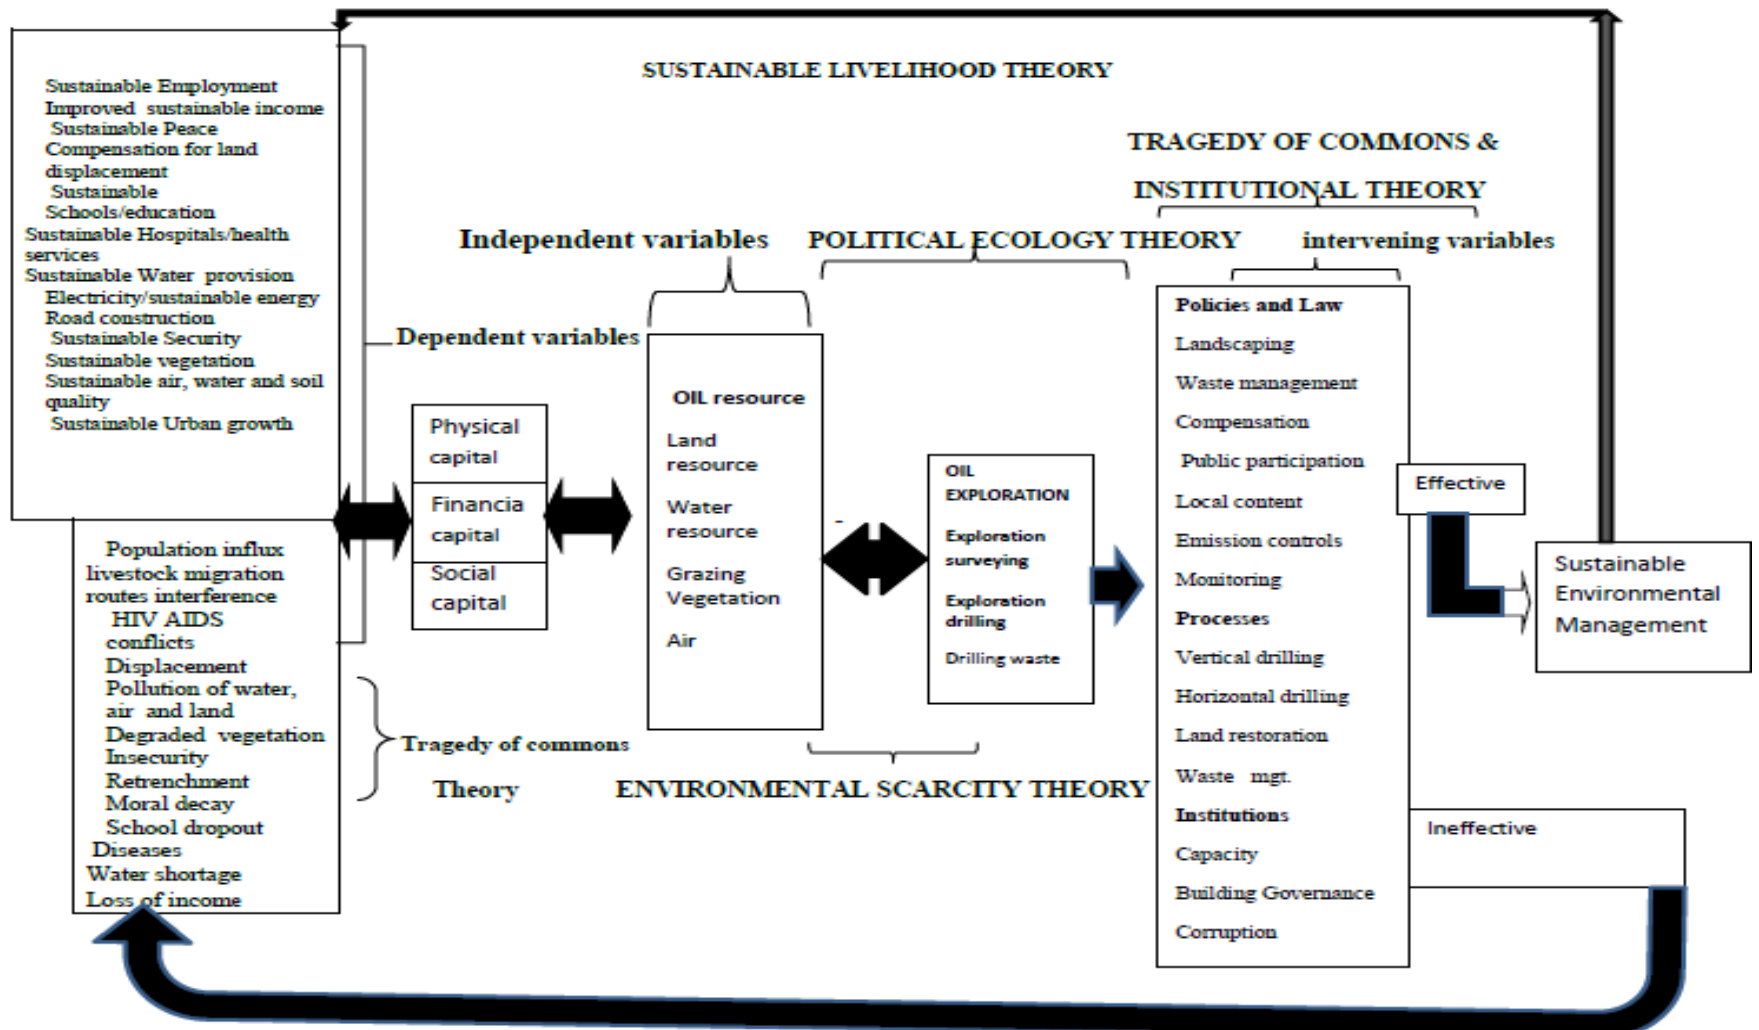 SUSTAINABLE LIVELIHOOD THEORY
TRAGEDY OF COMMONS &
INSTITUTIONAL THEORY
Independent variables
POLITICAL ECOLOGY THEORY
intervening variables
Sustainable Employment
Improved sustainable income
Sustainable Peace
Compensation for land
displacement
Sustainable
Schools/education
Sustainable Hospitals/health
services
Sustainable Water provision
Electricity/sustainable energy
Road construction
Sustainable Security
Sustainable vegetation
Sustainable air, water and soil
quality
Sustainable Urban growth
Dependent variables
Population influx
livestock migration
routes interference
HIV AIDS
conflicts
Displacement
Pollution of water,
air and land
Degraded vegetation
Insecurity
Retrenchment
Moral decay
School dropout
Diseases
Water shortage
Loss of income
Tragedy of commons
Theory
Physical
capital
Financia
capital
Social
capital
OIL resource
Land
resource
Water
resource
Grazing
Vegetation
Air
-
OIL
EXPLORATION
Exploration
surveying
Exploration
drilling
Drilling waste
ENVIRONMENTAL SCARCITY THEORY
Policies and Law
Landscaping
Waste management
Compensation
Public participation
Local content
Emission controls
Monitoring
Processes
Vertical drilling
Horizontal drilling
Land restoration
Waste mgt.
Institutions
Capacity
Building Governance
Corruption
Effective
Ineffective
Sustainable
Environmental
Management